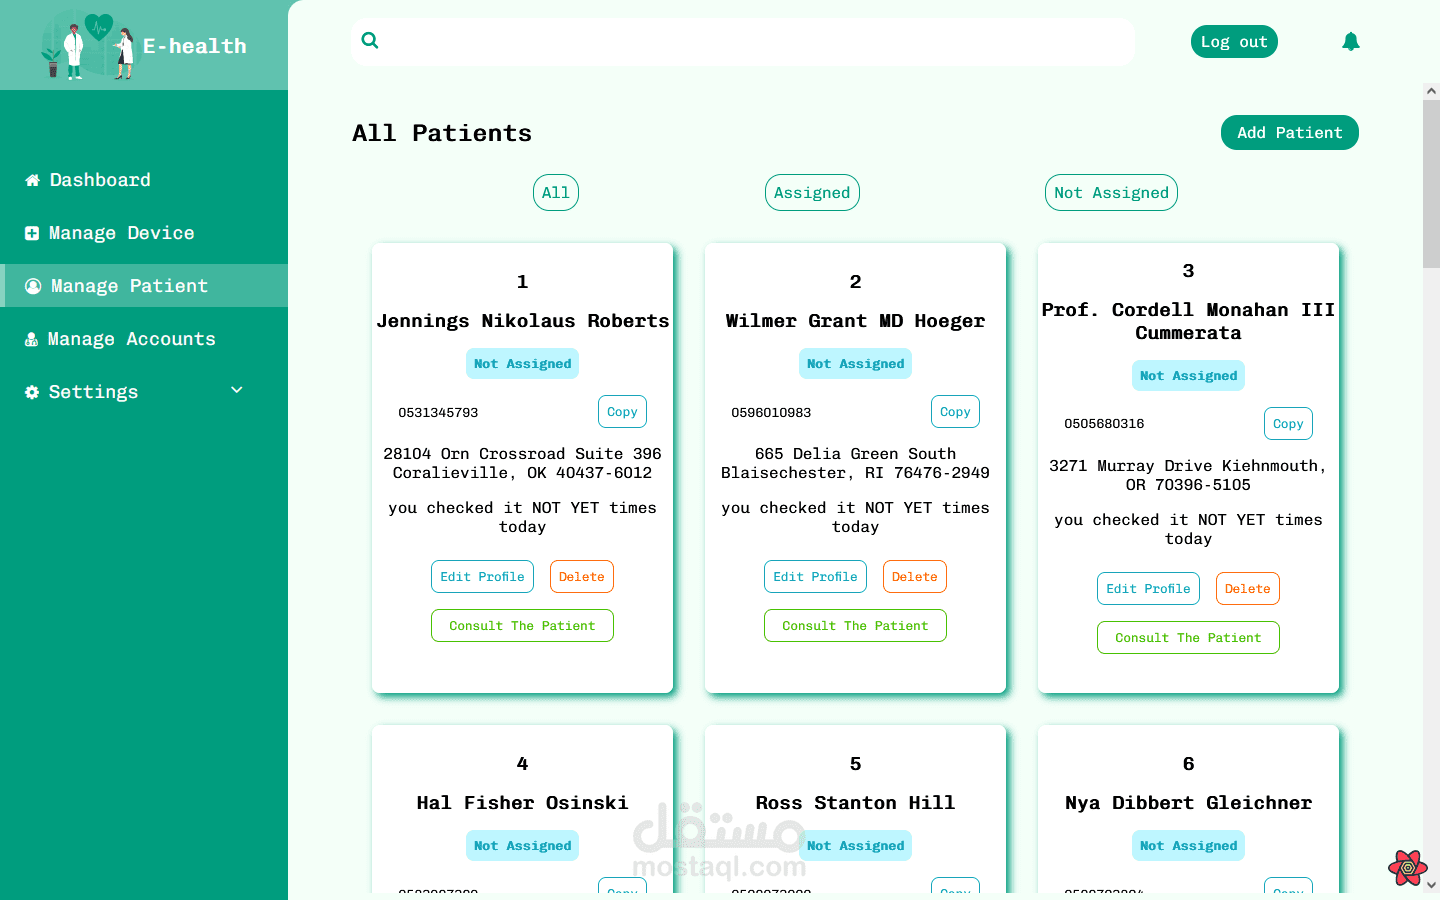 E-health
Log out
Dashboard
Manage Device
Manage Patient
Manage Accounts
Settings
All Patients
Add Patient
All
Assigned
Not Assigned
1
Jennings Nikolaus Roberts
Not Assigned
0531345793
Copy
28104 Orn Crossroad Suite 396
Coralieville, OK 40437-6012
you checked it NOT YET times
today
Edit Profile
Delete
Consult The Patient
2
Wilmer Grant MD Hoeger
Not Assigned
0596010983
Copy
665 Delia Green South
Blaisechester, RI 76476-2949
you checked it NOT YET times
today
Edit Profile
Delete
Consult The Patient
3
Prof. Cordell Monahan III
Cummerata
Not Assigned
0505680316
Copy
3271 Murray Drive Kiehnmouth,
OR 70396-5105
you checked it NOT YET times
today
Edit Profile
Delete
Consult The Patient
4
Hal Fisher Osinski
Not Assigned
Copy
5
Ross Stanton Hill
Not Assigned
Copy
6
Nya Dibbert Gleichner
Not Assigned
Copy
مستقل
mostaql.com